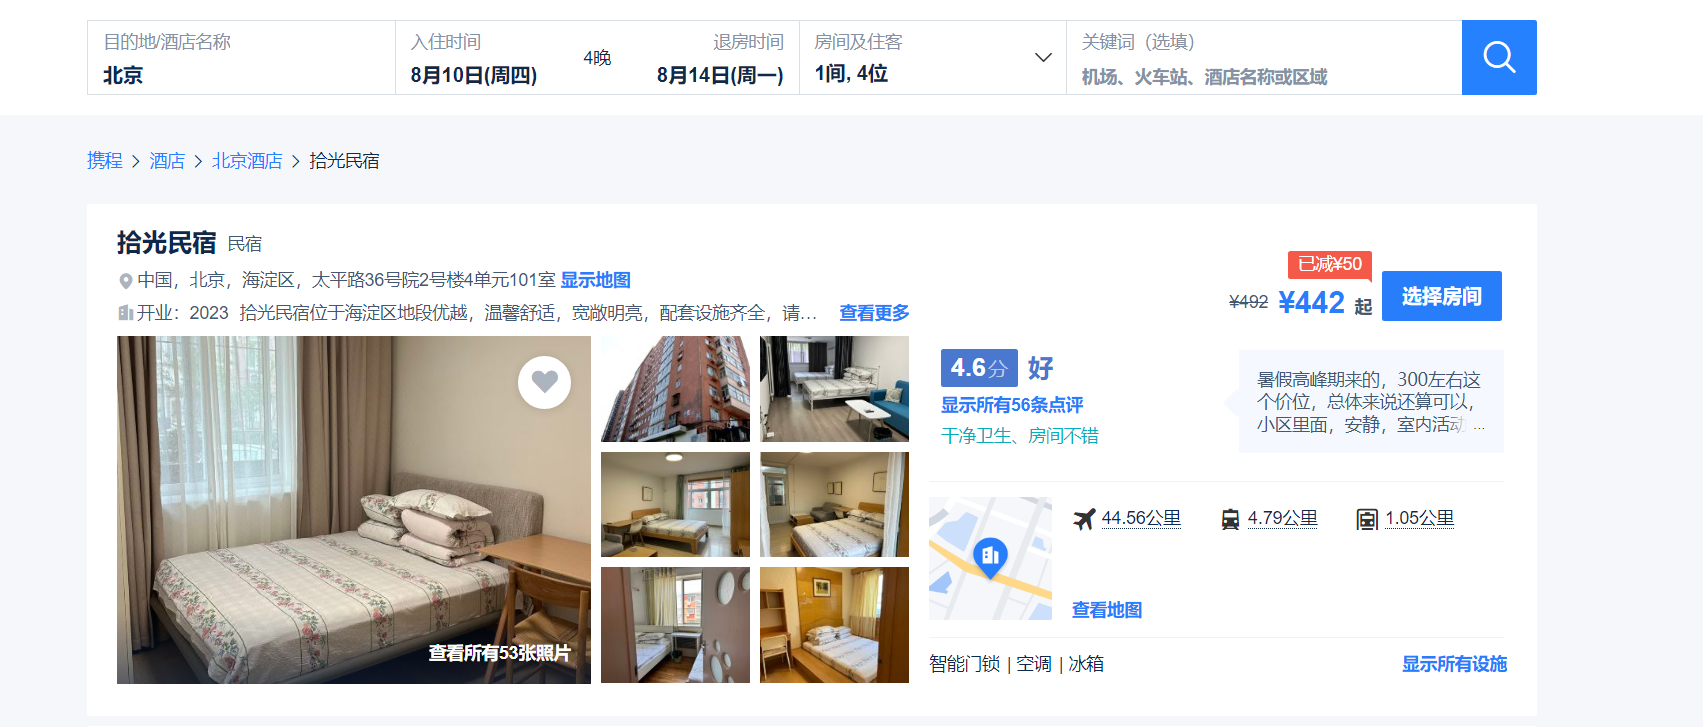 目的地/酒店名称
北京
入住时间
8月10日(周四)
4晚
退房时间
8月14日(周一)
房间及住客
1间, 4位
关键词（选填）
机场、火车站、酒店名称或区域
携程 > 酒店 > 北京酒店 > 拾光民宿
拾光民宿 民宿
中国，北京，海淀区，太平路36号院2号楼4单元101室 显示地图
开业：2023 拾光民宿位于海淀区地段优越，温馨舒适，宽敞明亮，配套设施齐全，请... 查看更多
已减¥50
¥492 ¥442 起
选择房间
查看所有53张照片
4.6分 好
显示所有56条点评
干净卫生、房间不错
暑假高峰期来的，300左右这
个价位，总体来说还算可以，
小区里面，安静，室内活动...
44.56公里 4.79公里 1.05公里
查看地图
智能门锁 | 空调 | 冰箱
显示所有设施